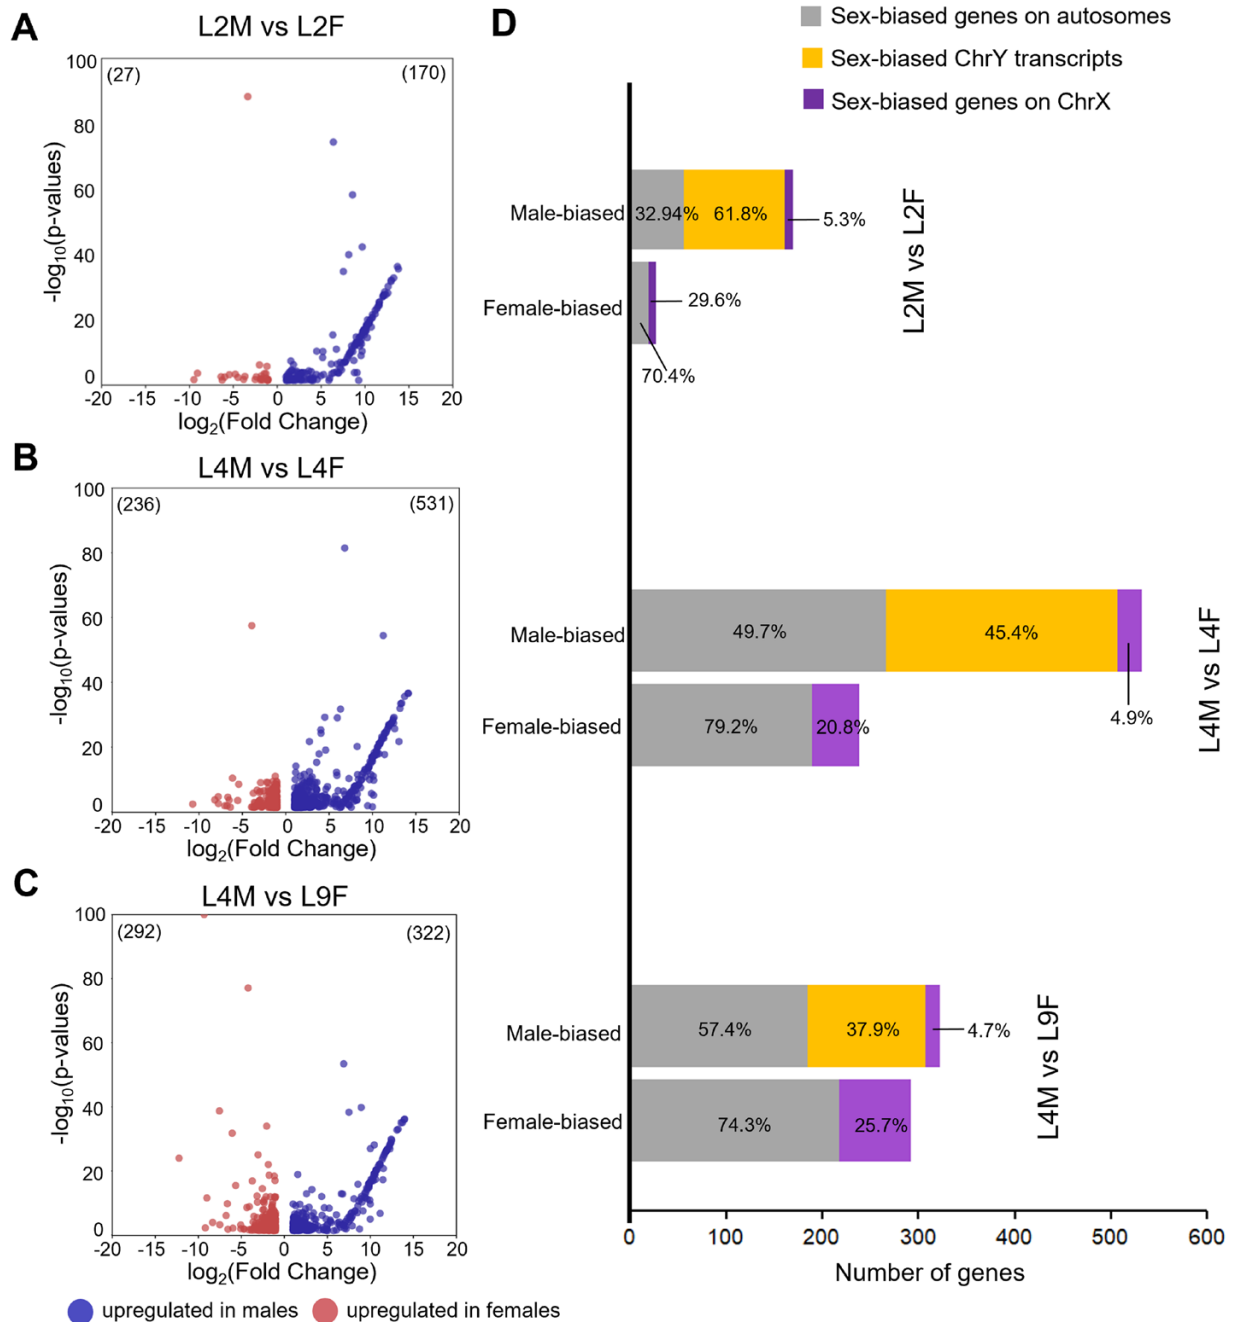 A
L2M vs L2F
(27)
(170)
100
80
60
40
20
0
-log10(p-values)
-20 -15 -10 -5 0 5 10 15 20
log2(Fold Change)
B
L4M vs L4F
(236)
(531)
100
80
60
40
20
0
-log10(p-values)
-20 -15 -10 -5 0 5 10 15 20
log2(Fold Change)
C
L4M vs L9F
(292)
(322)
100
80
60
40
20
0
-log10(p-values)
-20 -15 -10 -5 0 5 10 15 20
log2(Fold Change)
upregulated in males
upregulated in females
D
Sex-biased genes on autosomes
Sex-biased ChrY transcripts
Sex-biased genes on ChrX
Male-biased
32.94%
61.8%
5.3%
Female-biased
29.6%
70.4%
L2M vs L2F
Male-biased
49.7%
45.4%
4.9%
Female-biased
79.2%
20.8%
L4M vs L4F
Male-biased
57.4%
37.9%
4.7%
Female-biased
74.3%
25.7%
L4M vs L9F
0 100 200 300 400 500 600
Number of genes